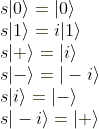 s|0⟩ = |0⟩
s|1⟩ = i|1⟩
s|+⟩ = |i⟩
s|−⟩ = | − i⟩
s|i⟩ = |−⟩
s| − i⟩ = |+⟩